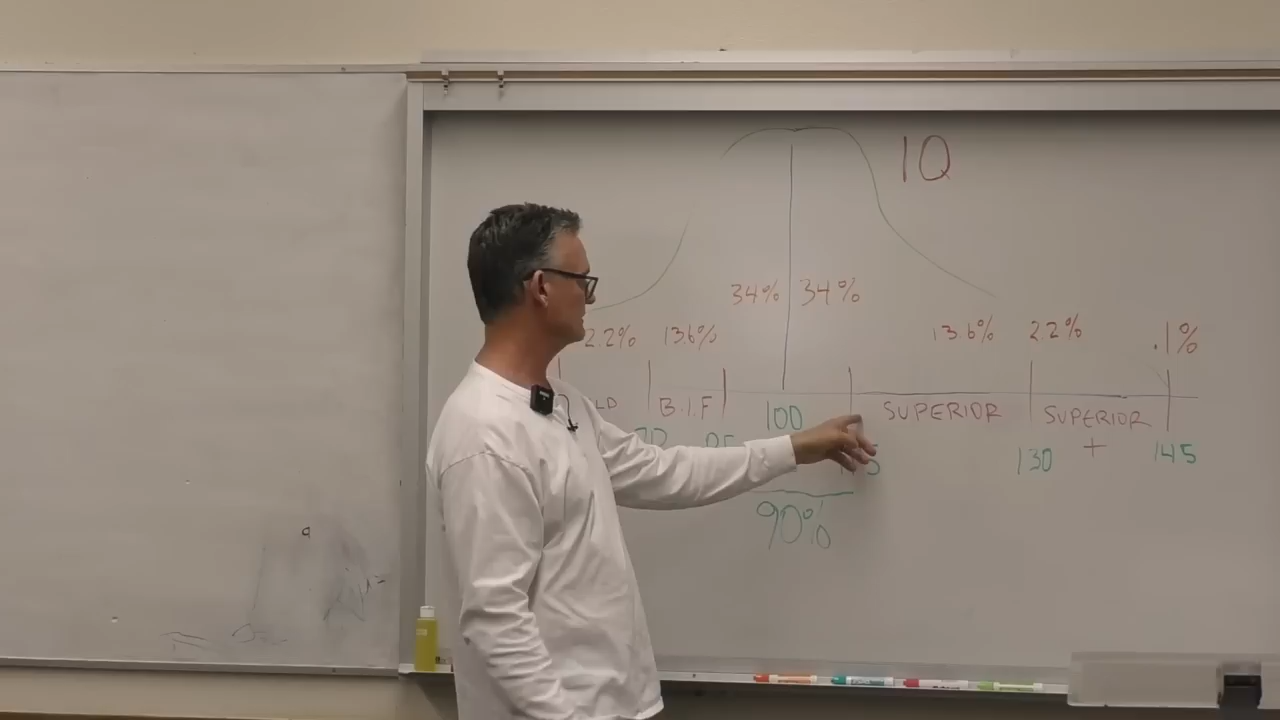 IQ
34% 34%
2.2% 13.6% 13.6% 2.2% .1%
LD B.I.F 100 SUPERIOR SUPERIOR
+
130 145
90%